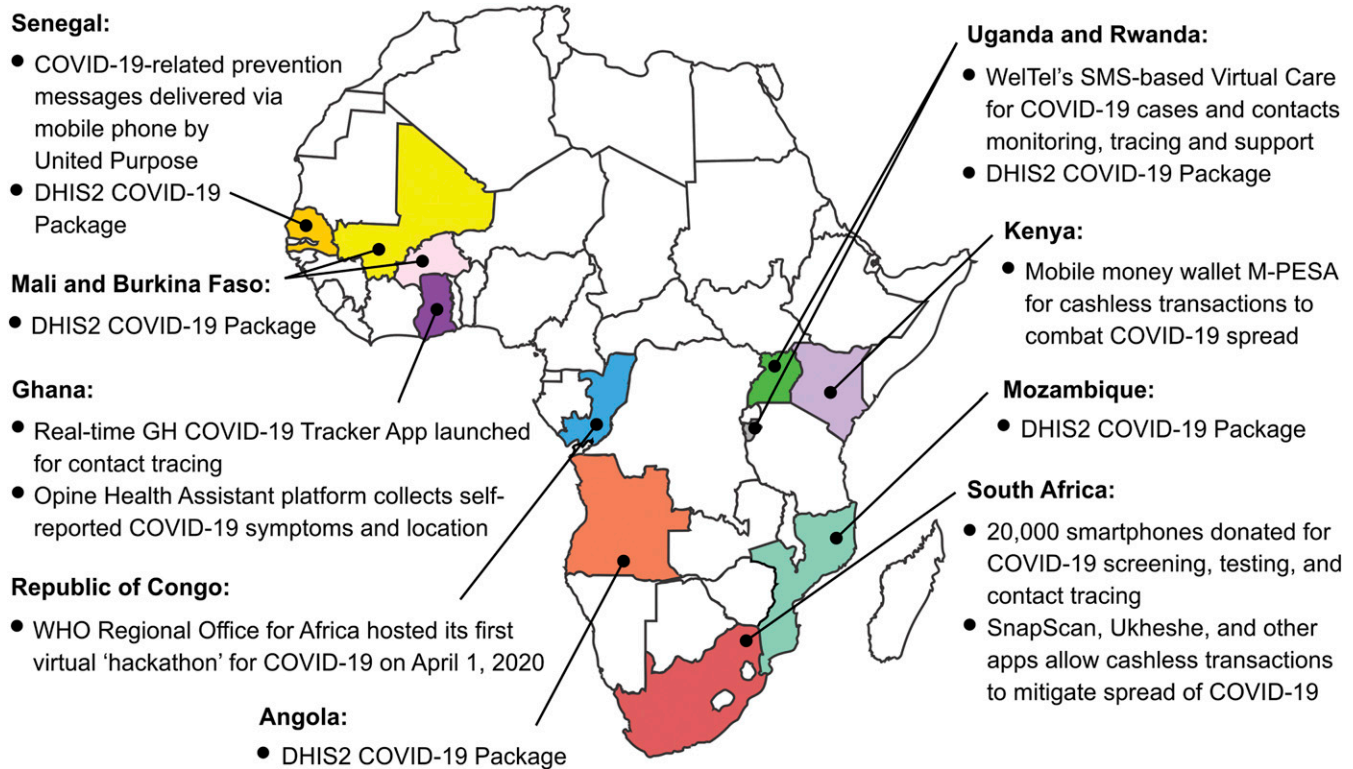 Senegal:
● COVID-19-related prevention
messages delivered via
mobile phone by
United Purpose
● DHIS2 COVID-19
Package
Mali and Burkina Faso:
● DHIS2 COVID-19 Package
Ghana:
● Real-time GH COVID-19 Tracker App launched
for contact tracing
● Opine Health Assistant platform collects self-
reported COVID-19 symptoms and location
Republic of Congo:
● WHO Regional Office for Africa hosted its first
virtual ‘hackathon’ for COVID-19 on April 1, 2020
Angola:
● DHIS2 COVID-19 Package
Uganda and Rwanda:
● WelTel’s SMS-based Virtual Care
for COVID-19 cases and contacts
monitoring, tracing and support
● DHIS2 COVID-19 Package
Kenya:
● Mobile money wallet M-PESA
for cashless transactions to
combat COVID-19 spread
Mozambique:
● DHIS2 COVID-19 Package
South Africa:
● 20,000 smartphones donated for
COVID-19 screening, testing, and
contact tracing
● SnapScan, Ukheshe, and other
apps allow cashless transactions
to mitigate spread of COVID-19